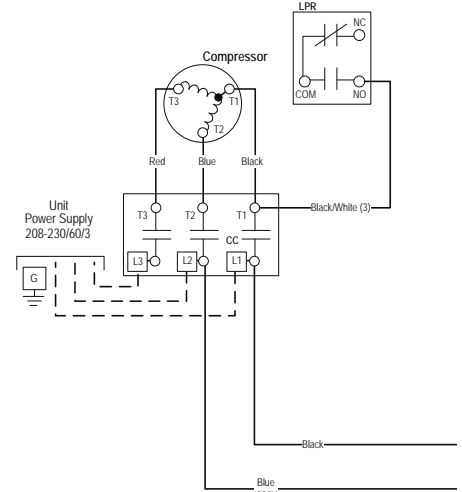 LPR
NC
COM
NO
Compressor
T3
T1
T2
Red
Blue
Black
Black/White (3)
Unit
Power Supply
208-230/60/3
T3
T2
T1
CC
L3
L2
L1
G
Black
Blue